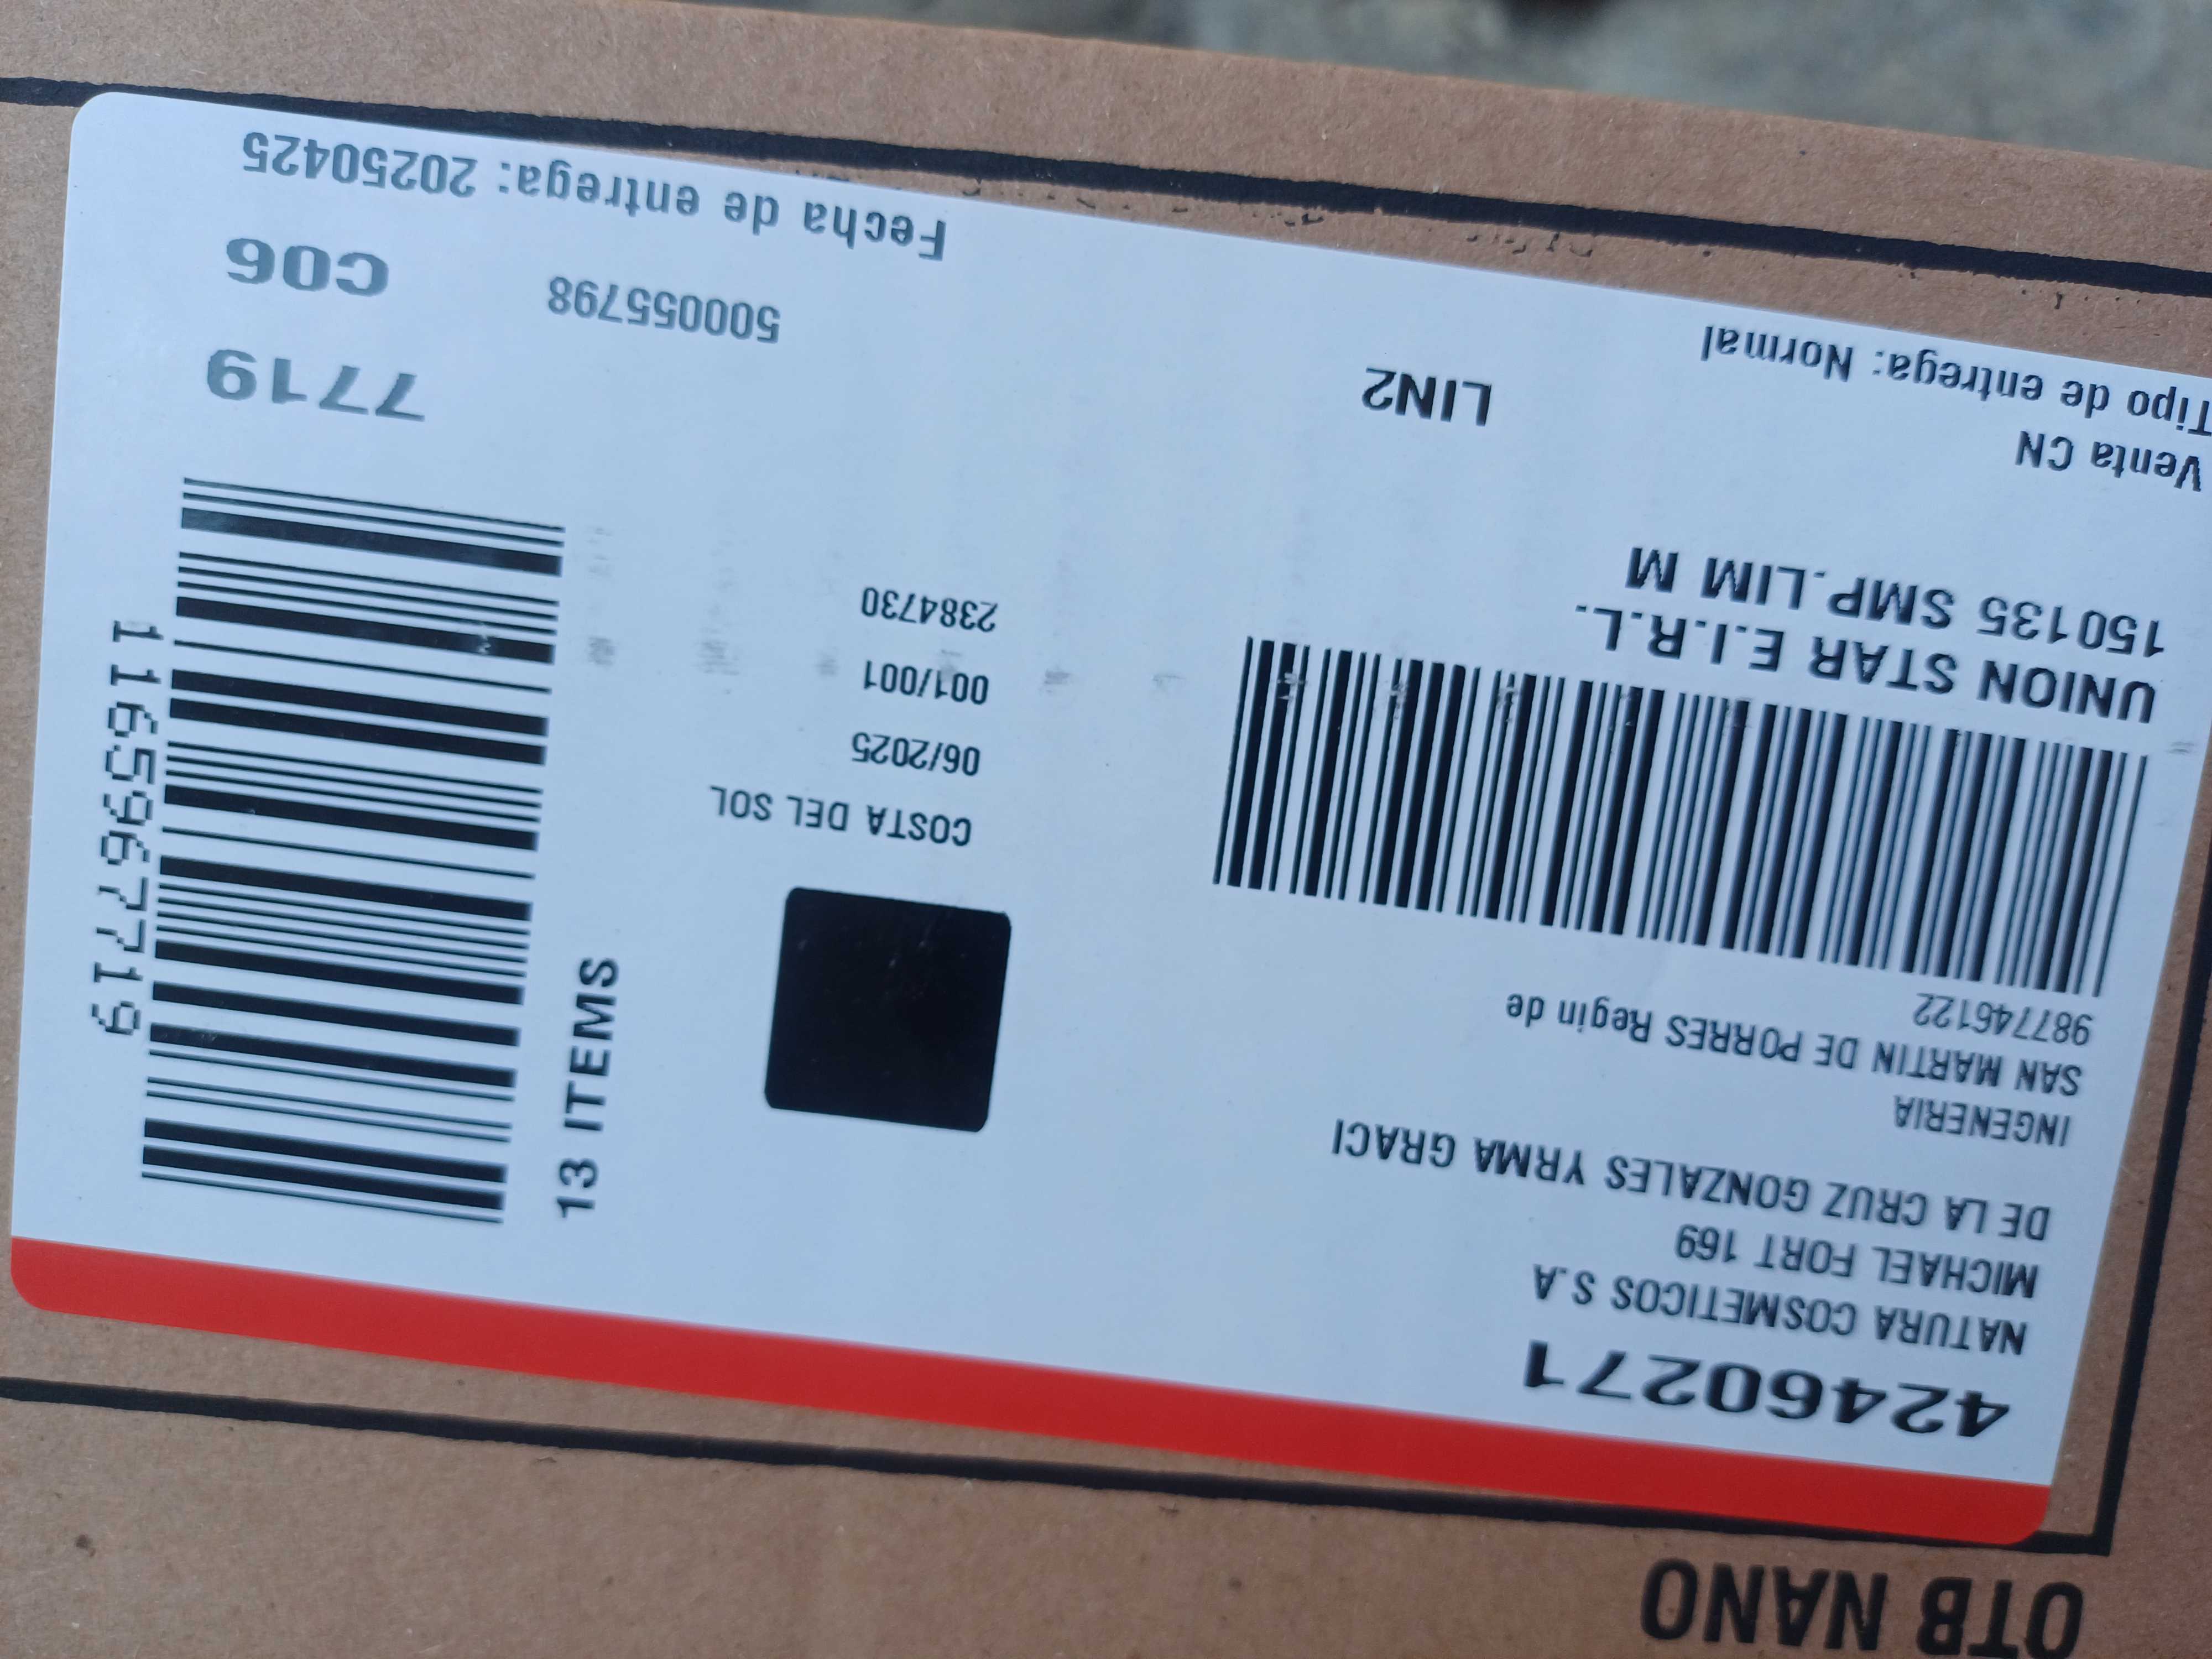 OTB NANO
42460271
NATURA COSMETICOS S.A
MICHAEL FORT 169
DE LA CRUZ GONZALES YRMA GRACI
INGENERIA
SAN MARTIN DE PORRES Regin de
987746122
UNION STAR E.I.R.L.
150135 SMP.LIM M
Venta CN
Tipo de entrega: Normal
LIN2
COSTA DEL SOL
06/2025
001/001
2384730
13 ITEMS
1165967719
7719
C06
500055798
Fecha de entrega: 20250425